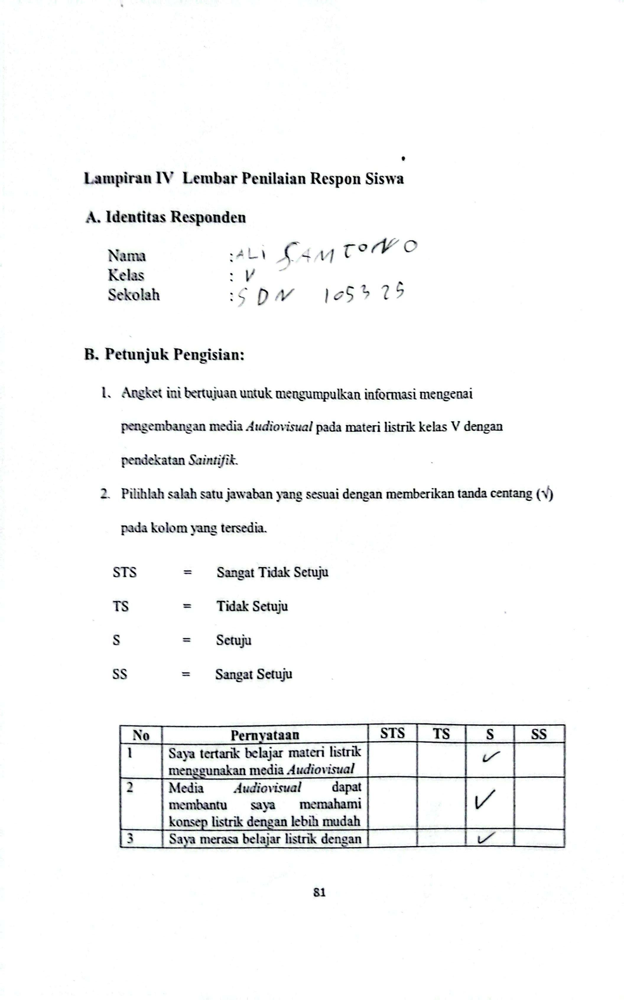 Lampiran IV Lembar Penilaian Respon Siswa
A. Identitas Responden
Nama : ALi SAMTONO
Kelas : V
Sekolah : SDN 105325
B. Petunjuk Pengisian:
1. Angket ini bertujuan untuk mengumpulkan informasi mengenai
pengembangan media Audiovisual pada materi listrik kelas V dengan
pendekatan Saintifik.
2. Pilihlah salah satu jawaban yang sesuai dengan memberikan tanda centang (√)
pada kolom yang tersedia.
STS = Sangat Tidak Setuju
TS = Tidak Setuju
S = Setuju
SS = Sangat Setuju
No Pernyataan STS TS S SS
1 Saya tertarik belajar materi listrik ✓
menggunakan media Audiovisual
2 Media Audiovisual dapat
membantu saya memahami ✓
konsep listrik dengan lebih mudah
3 Saya merasa belajar listrik dengan ✓
81